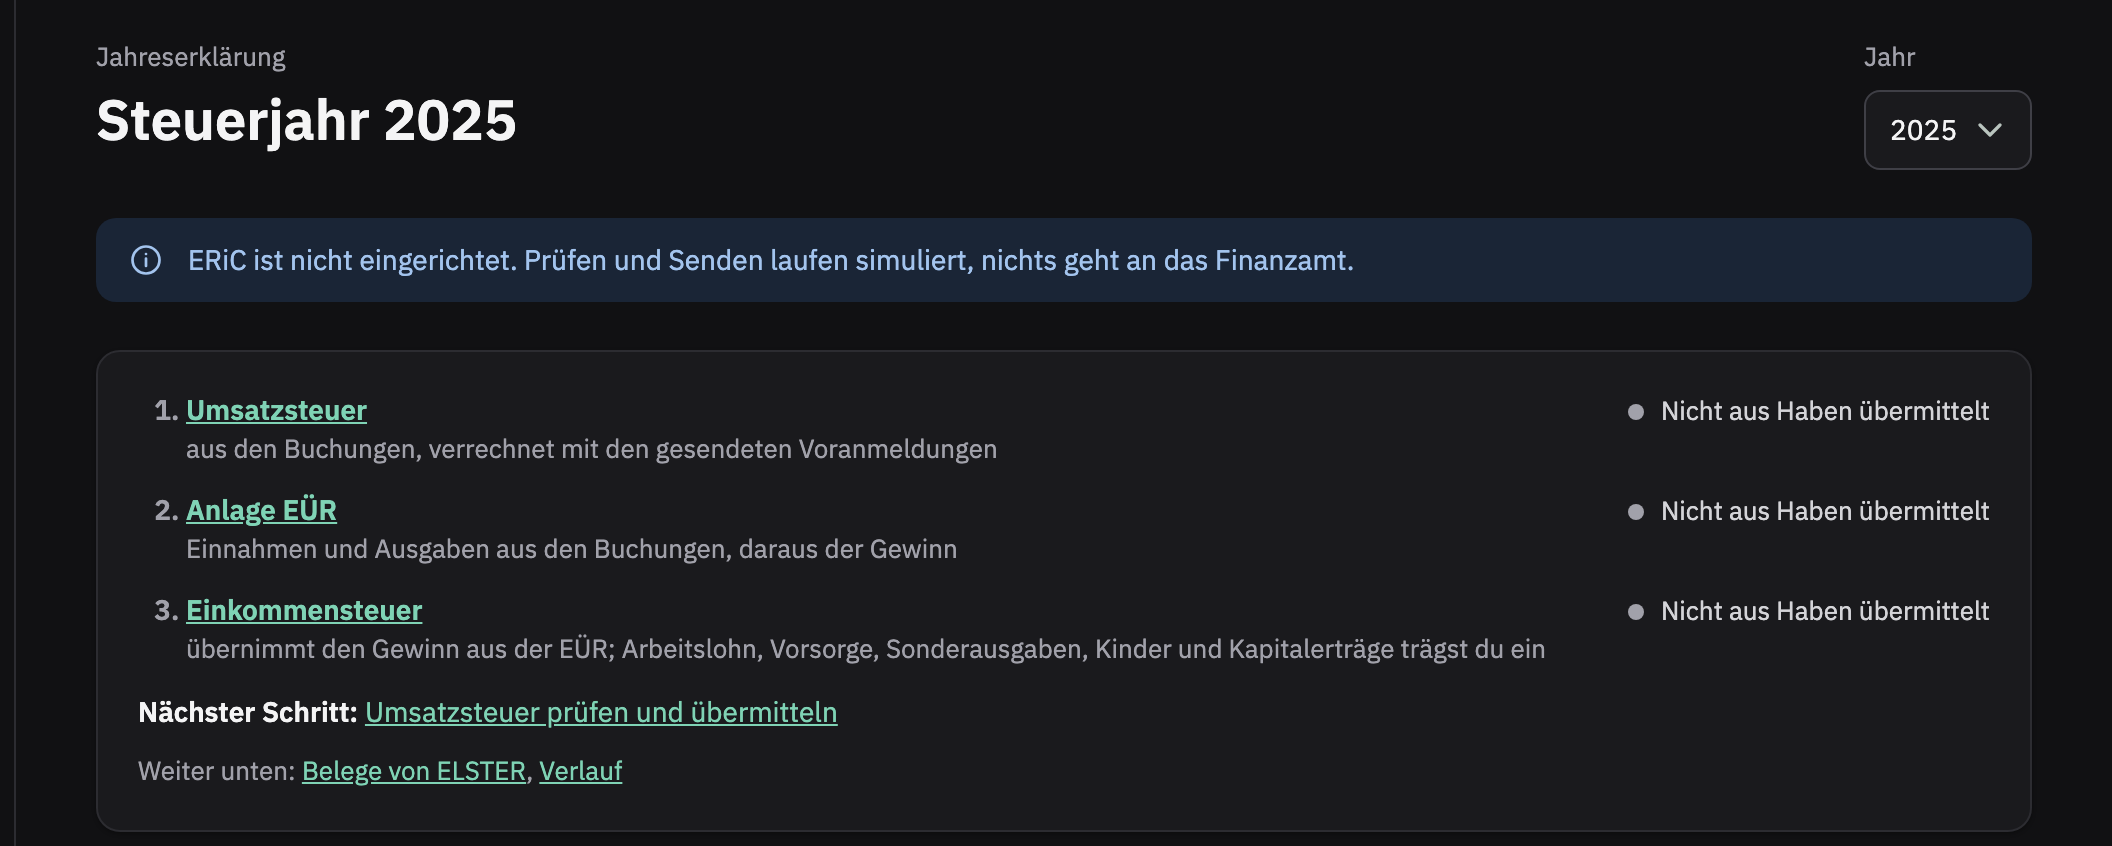 Jahreserklärung
Steuerjahr 2025
Jahr
2025
ERiC ist nicht eingerichtet. Prüfen und Senden laufen simuliert, nichts geht an das Finanzamt.
1. Umsatzsteuer
Nicht aus Haben übermittelt
aus den Buchungen, verrechnet mit den gesendeten Voranmeldungen
2. Anlage EÜR
Nicht aus Haben übermittelt
Einnahmen und Ausgaben aus den Buchungen, daraus der Gewinn
3. Einkommensteuer
Nicht aus Haben übermittelt
übernimmt den Gewinn aus der EÜR; Arbeitslohn, Vorsorge, Sonderausgaben, Kinder und Kapitalerträge trägst du ein
Nächster Schritt: Umsatzsteuer prüfen und übermitteln
Weiter unten: Belege von ELSTER, Verlauf